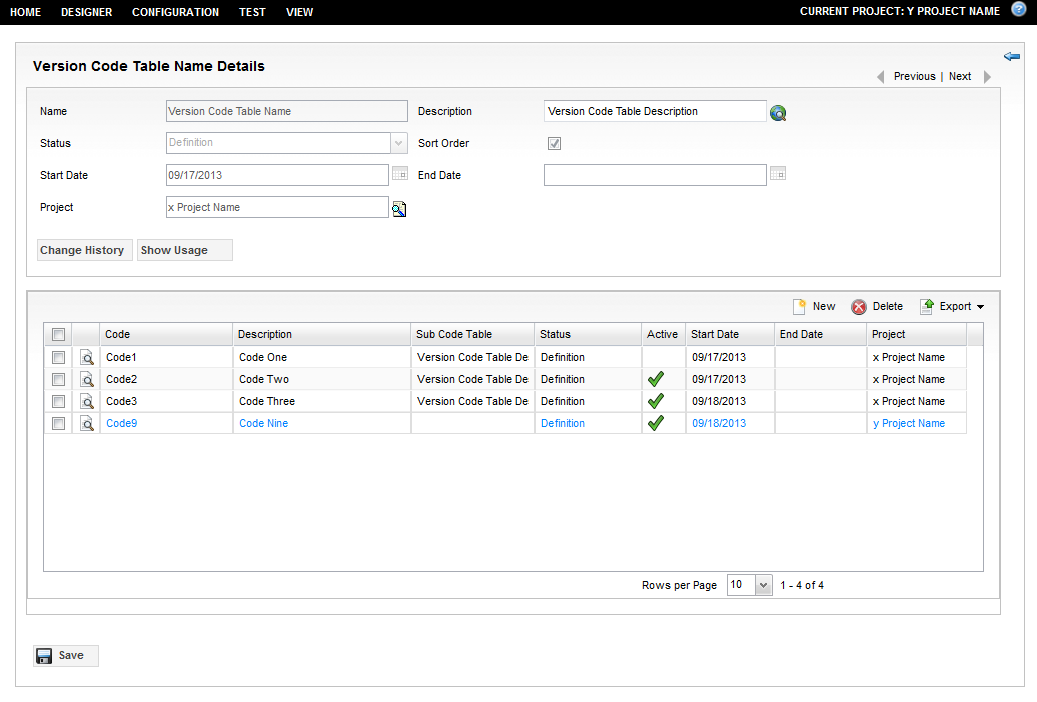 HOME DESIGNER CONFIGURATION TEST VIEW CURRENT PROJECT: Y PROJECT NAME
Version Code Table Name Details
Previous | Next
Name Version Code Table Name Description Version Code Table Description
Status Definition Sort Order
Start Date 09/17/2013 End Date
Project x Project Name
Change History Show Usage
New Delete Export
Code Description Sub Code Table Status Active Start Date End Date Project
Code1 Code One Version Code Table De Definition 09/17/2013 x Project Name
Code2 Code Two Version Code Table De Definition 09/17/2013 x Project Name
Code3 Code Three Version Code Table De Definition 09/18/2013 x Project Name
Code9 Code Nine Definition 09/18/2013 y Project Name
Rows per Page 10 1 - 4 of 4
Save